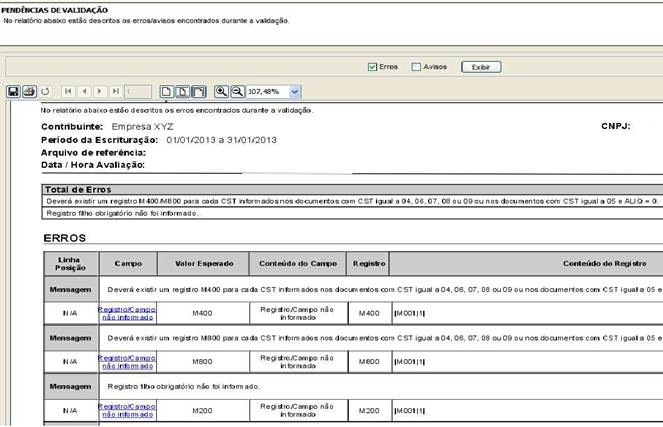 PENDÊNCIAS DE VALIDAÇÃO
No relatório abaixo estão descritos os erros/avisos encontrados durante a validação.
Erros Avisos Exibir
107,48%
No relatório abaixo estão descritos os erros encontrados durante a validação.
Contribuinte: Empresa XYZ CNPJ:
Período da Escrituração: 01/01/2013 a 31/01/2013
Arquivo de referência:
Data / Hora Avaliação:
Total de Erros
Deverá existir um registro M400/M800 para cada CST informados nos documentos com CST igual a 04, 06, 07, 08 ou 09 ou nos documentos com CST igual a 05 e ALIQ = 0.
Registro filho obrigatório não foi informado.
ERROS
Linha Posição Campo Valor Esperado Conteúdo do Campo Registro Conteúdo do Registro
Mensagem Deverá existir um registro M400 para cada CST informados nos documentos com CST igual a 04, 06, 07, 08 ou 09 ou nos documentos com CST igual a 05 e
N/A Registro/Campo não informado M400 Registro/Campo não informado M400 |M001|1|
Mensagem Deverá existir um registro M800 para cada CST informados nos documentos com CST igual a 04, 06, 07, 08 ou 09 ou nos documentos com CST igual a 05 e
N/A Registro/Campo não informado M800 Registro/Campo não informado M800 |M001|1|
Mensagem Registro filho obrigatório não foi informado.
N/A Registro/Campo não informado M200 Registro/Campo não informado M200 |M001|1|